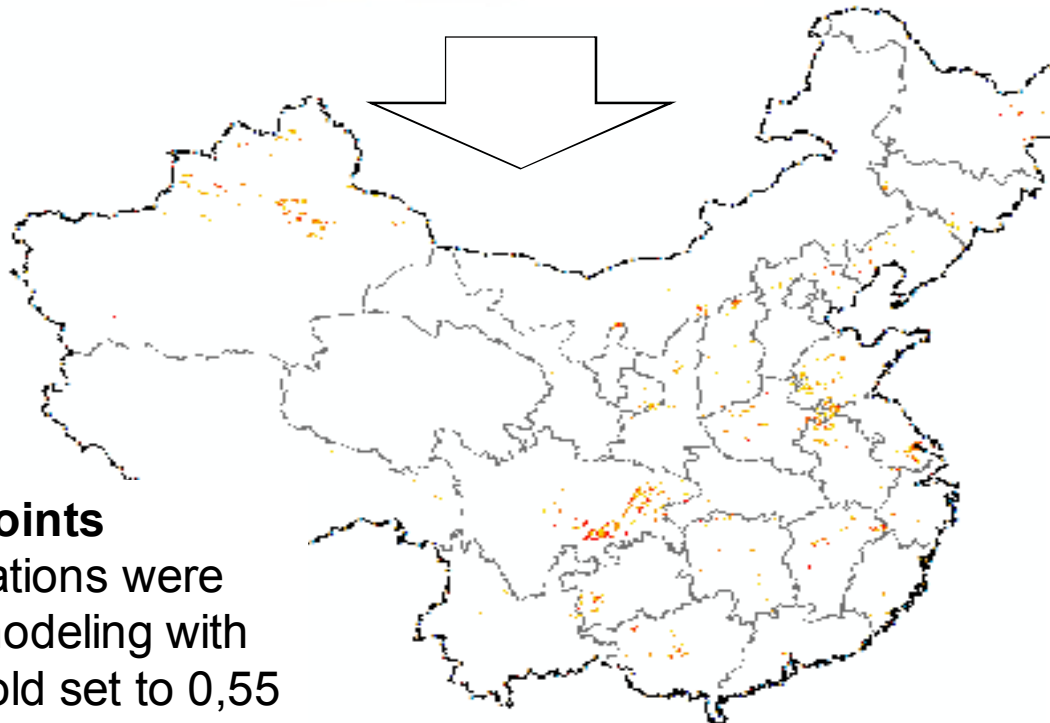 oints
ations were
odeling with
old set to 0,55